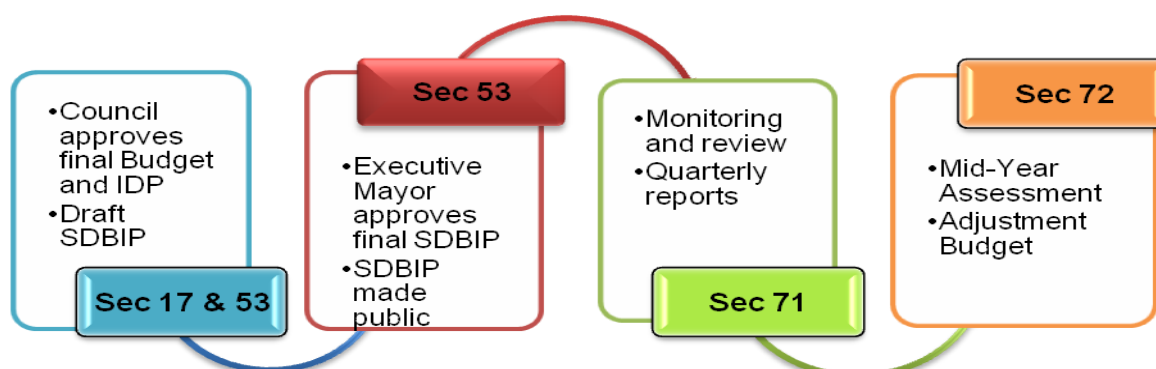 •Council
approves
final Budget
and IDP
•Draft
SDBIP
Sec 17 & 53
Sec 53
•Executive
Mayor
approves
final SDBIP
•SDBIP
made
public
•Monitoring
and review
•Quarterly
reports
Sec 71
Sec 72
•Mid-Year
Assessment
•Adjustment
Budget